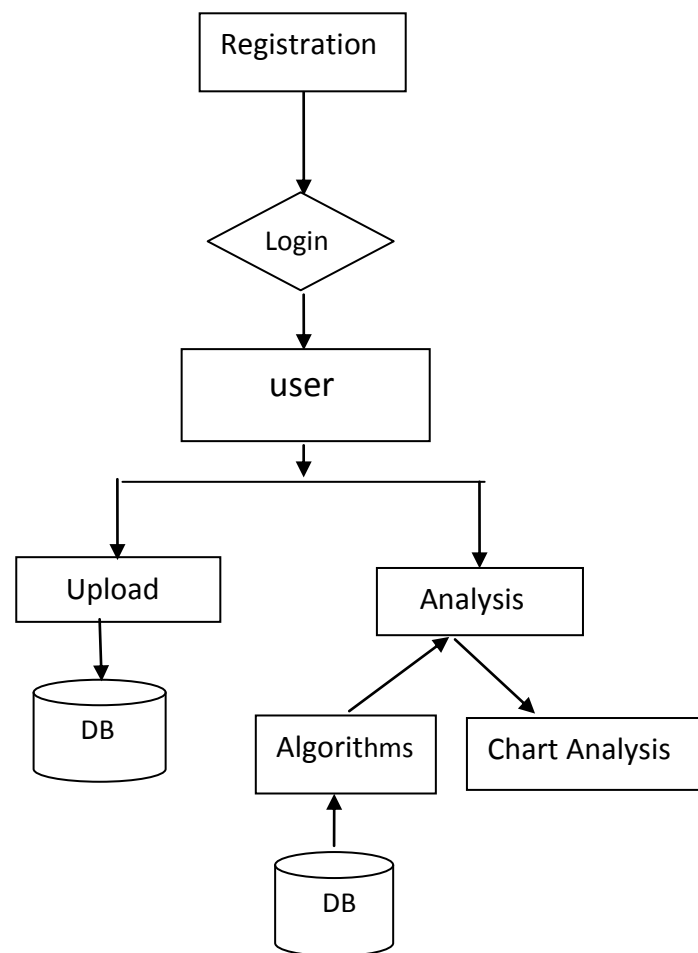 Registration
Login
user
Upload
Analysis
DB
Algorithms
Chart Analysis
DB